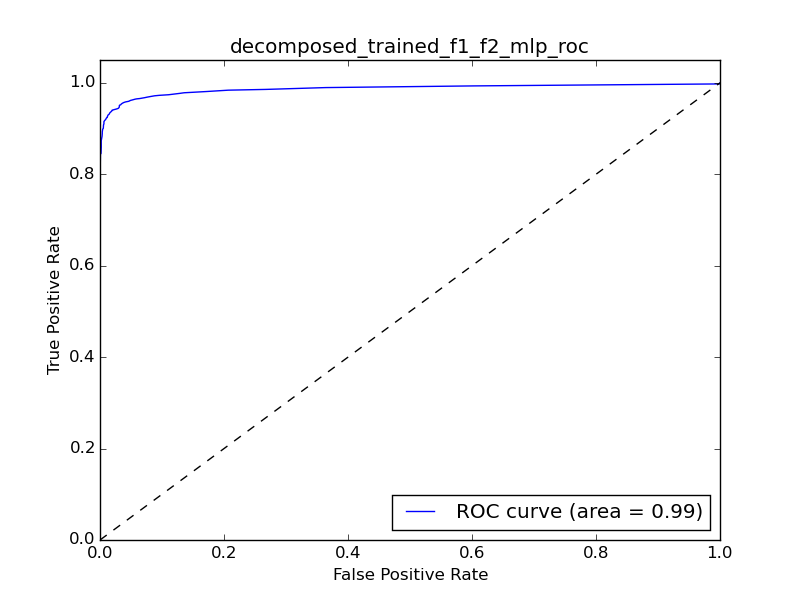 decomposed_trained_f1_f2_mlp_roc
1.0
0.8
0.6
0.4
0.2
0.0
True Positive Rate
ROC curve (area = 0.99)
0.0 0.2 0.4 0.6 0.8 1.0
False Positive Rate